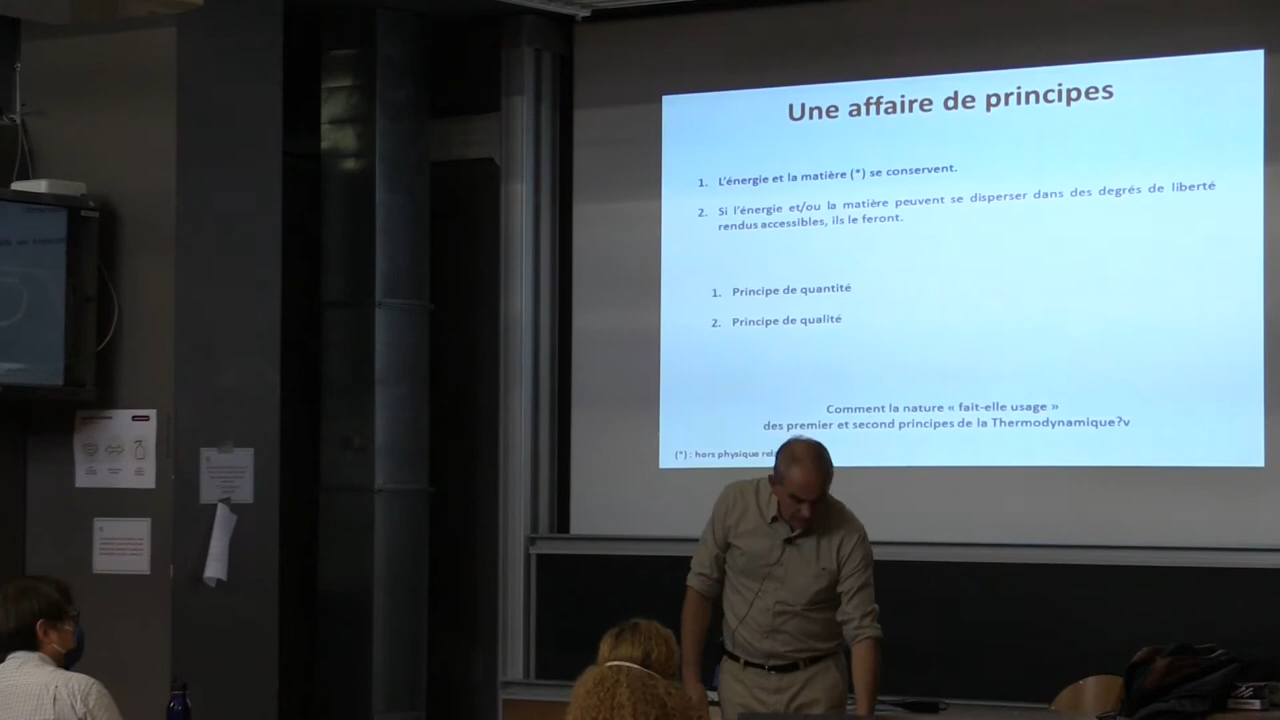 Une affaire de principes
1. L'énergie et la matière (*) se conservent.
2. Si l'énergie et/ou la matière peuvent se disperser dans des degrés de liberté
rendus accessibles, ils le feront.
1. Principe de quantité
2. Principe de qualité
Comment la nature « fait-elle usage »
des premier et second principes de la Thermodynamique?v
(*) : hors physique